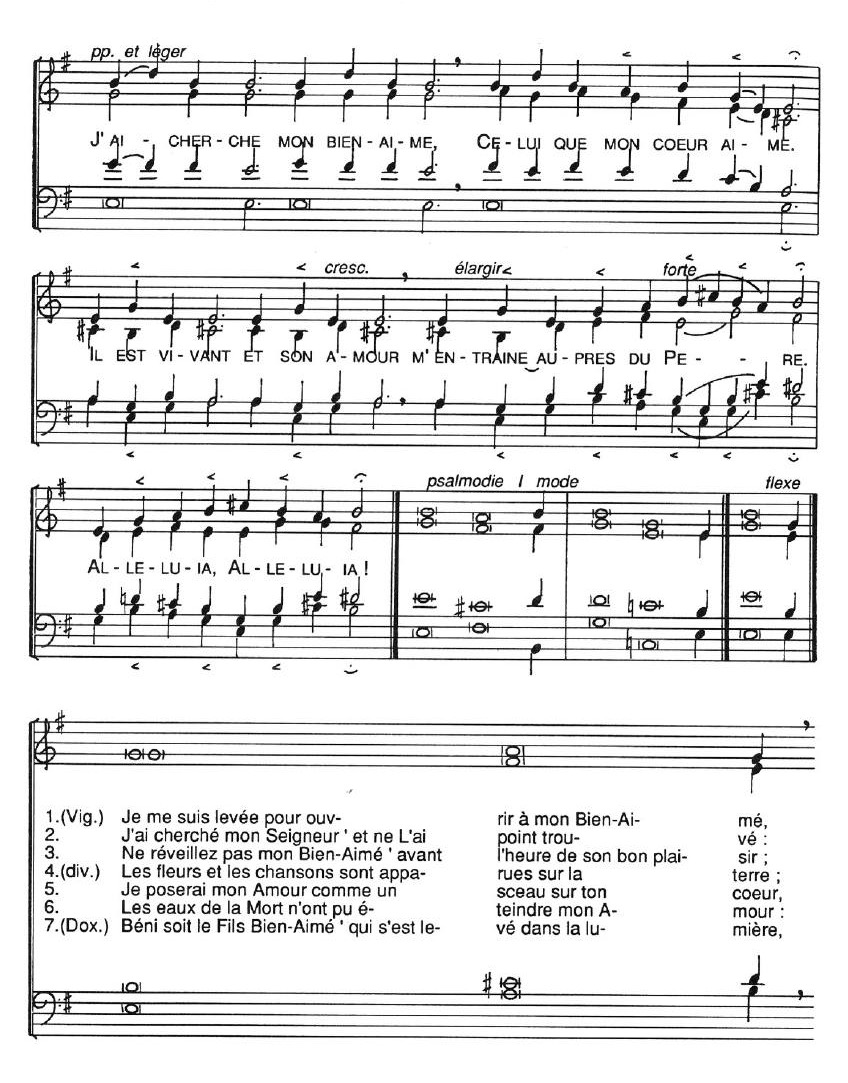 pp. et léger
J'AI - CHERCHE MON BIEN-AI-ME, CE-LUI QUE MON COEUR AI- ME.
cresc. élargir forte
IL EST VI-VANT ET SON A-MOUR M'EN-TRAINE AU-PRES DU PE - - RE.
psalmodie I mode flexe
AL-LE-LU-IA, AL-LE-LU-IA !
1.(Vig.) Je me suis levée pour ouv- rir à mon Bien-Ai- mé,
2. J'ai cherché mon Seigneur ' et ne L'ai point trou- vé :
3. Ne réveillez pas mon Bien-Aimé ' avant l'heure de son bon plai- sir ;
4.(div.) Les fleurs et les chansons sont appa- rues sur la terre ;
5. Je poserai mon Amour comme un sceau sur ton coeur,
6. Les eaux de la Mort n'ont pu é- teindre mon A- mour :
7.(Dox.) Béni soit le Fils Bien-Aimé ' qui s'est le- vé dans la lu- mière,